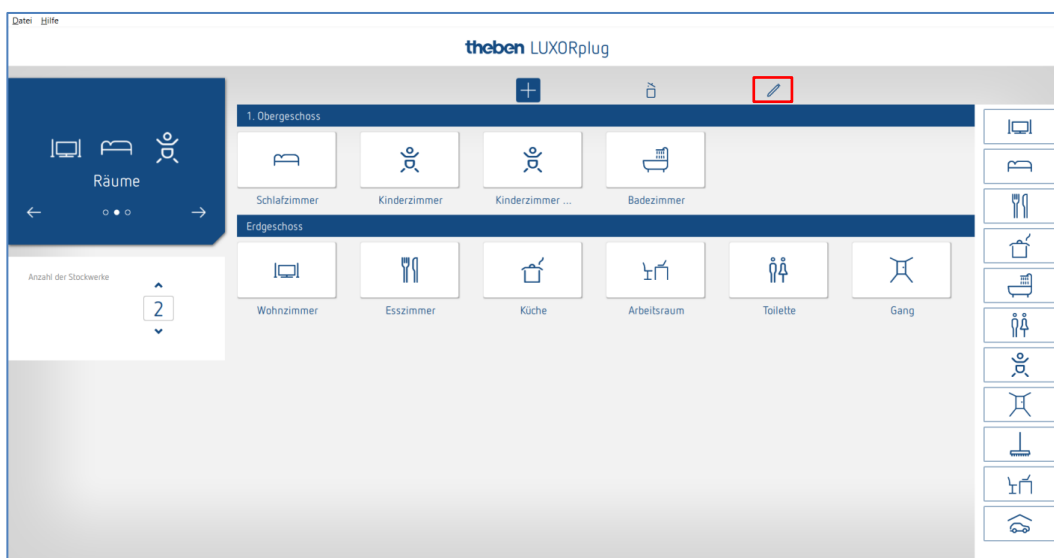 Datei Hilfe
theben LUXORplug
1. Obergeschoss
Räume
Schlafzimmer Kinderzimmer Kinderzimmer ... Badezimmer
Erdgeschoss
Anzahl der Stockwerke
2
Wohnzimmer Esszimmer Küche Arbeitsraum Toilette Gang